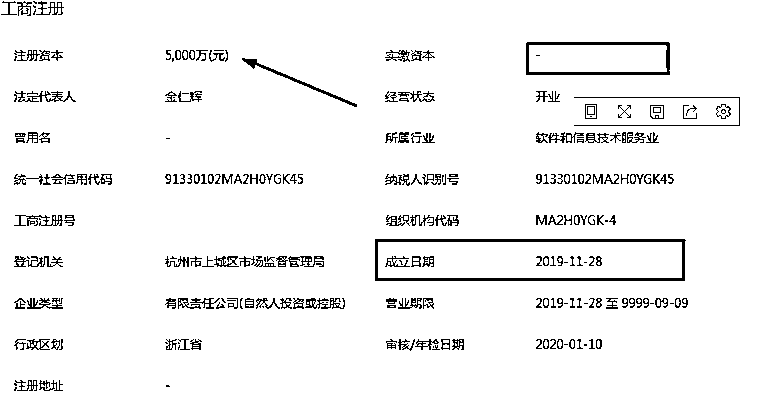 工商注册
注册资本 5,000万(元) 实缴资本 -
法定代表人 金仁辉 经营状态 开业
曾用名 - 所属行业 软件和信息技术服务业
统一社会信用代码 91330102MA2H0YGK45 纳税人识别号 91330102MA2H0YGK45
工商注册号 组织机构代码 MA2H0YGK-4
登记机关 杭州市上城区市场监督管理局 成立日期 2019-11-28
企业类型 有限责任公司(自然人投资或控股) 营业期限 2019-11-28 至 9999-09-09
行政区划 浙江省 审核/年检日期 2020-01-10
注册地址 -